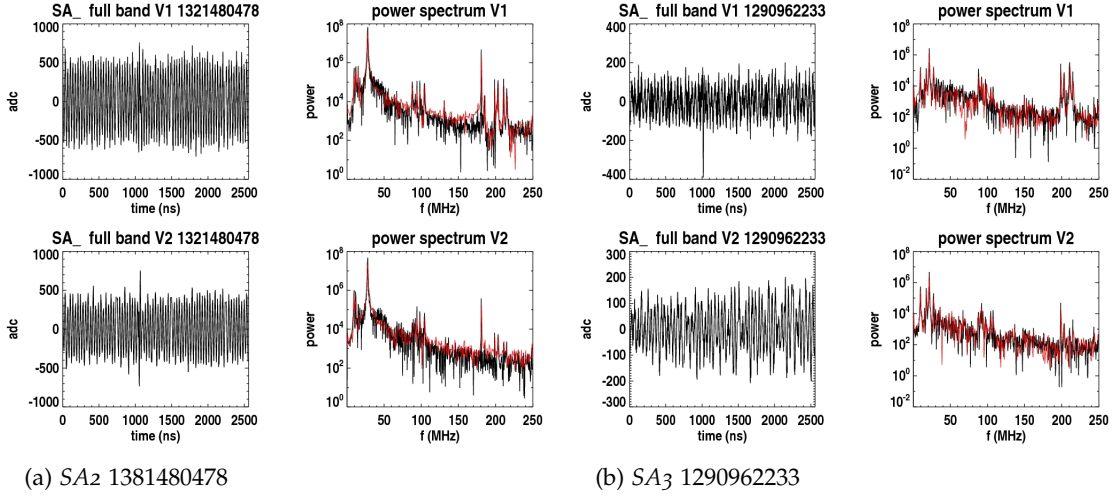 SA_ full band V1 1321480478
1000
500
0
-500
-1000
adc
0 500 1000 1500 2000 2500
time (ns)
power spectrum V1
10^8
10^6
10^4
10^2
10^0
power
50 100 150 200 250
f (MHz)
SA_ full band V1 1290962233
400
200
0
-200
-400
adc
0 500 1000 1500 2000 2500
time (ns)
power spectrum V1
10^8
10^6
10^4
10^2
10^0
10^-2
power
50 100 150 200 250
f (MHz)
SA_ full band V2 1321480478
1000
500
0
-500
-1000
adc
0 500 1000 1500 2000 2500
time (ns)
power spectrum V2
10^8
10^6
10^4
10^2
10^0
power
50 100 150 200 250
f (MHz)
SA_ full band V2 1290962233
300
200
100
0
-100
-200
-300
adc
0 500 1000 1500 2000 2500
time (ns)
power spectrum V2
10^8
10^6
10^4
10^2
10^0
10^-2
power
50 100 150 200 250
f (MHz)
(a) SA2 1381480478
(b) SA3 1290962233